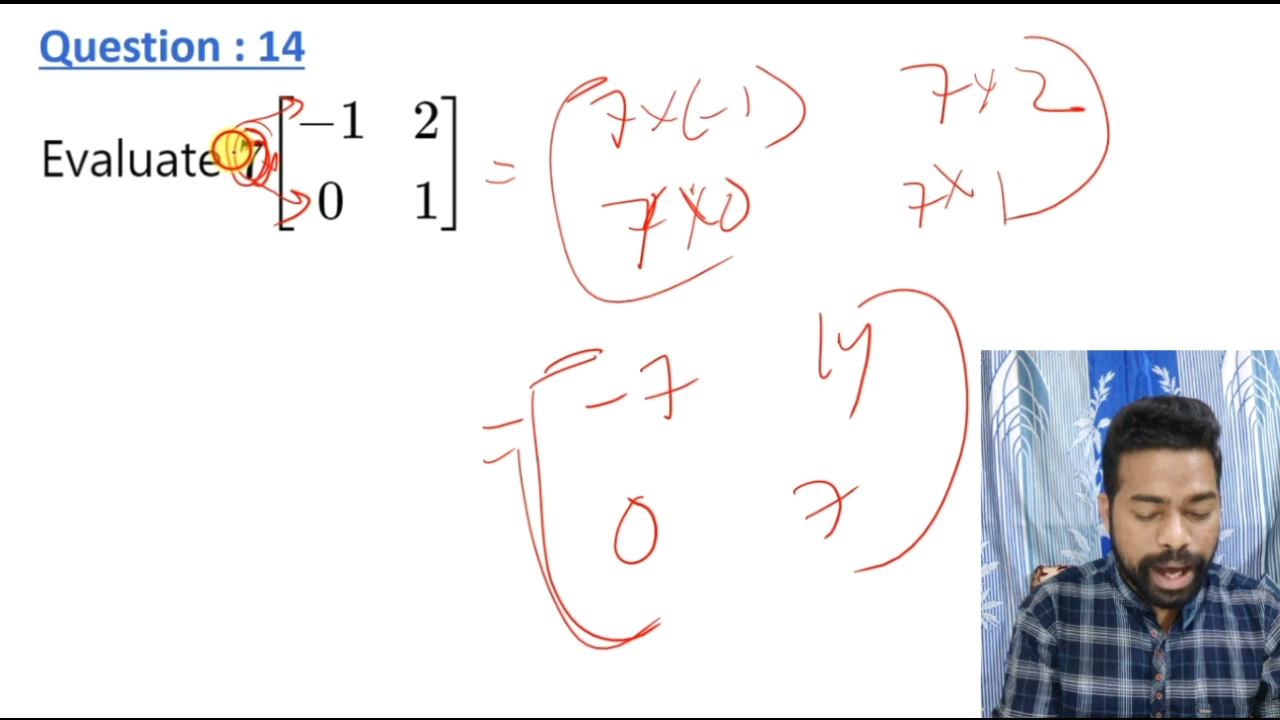 Question : 14
Evaluate 7 [ −1 2
0 1 ] = ( 7×(−1) 7×2
7×0 7×1 )
= ( −7 14
0 7 )